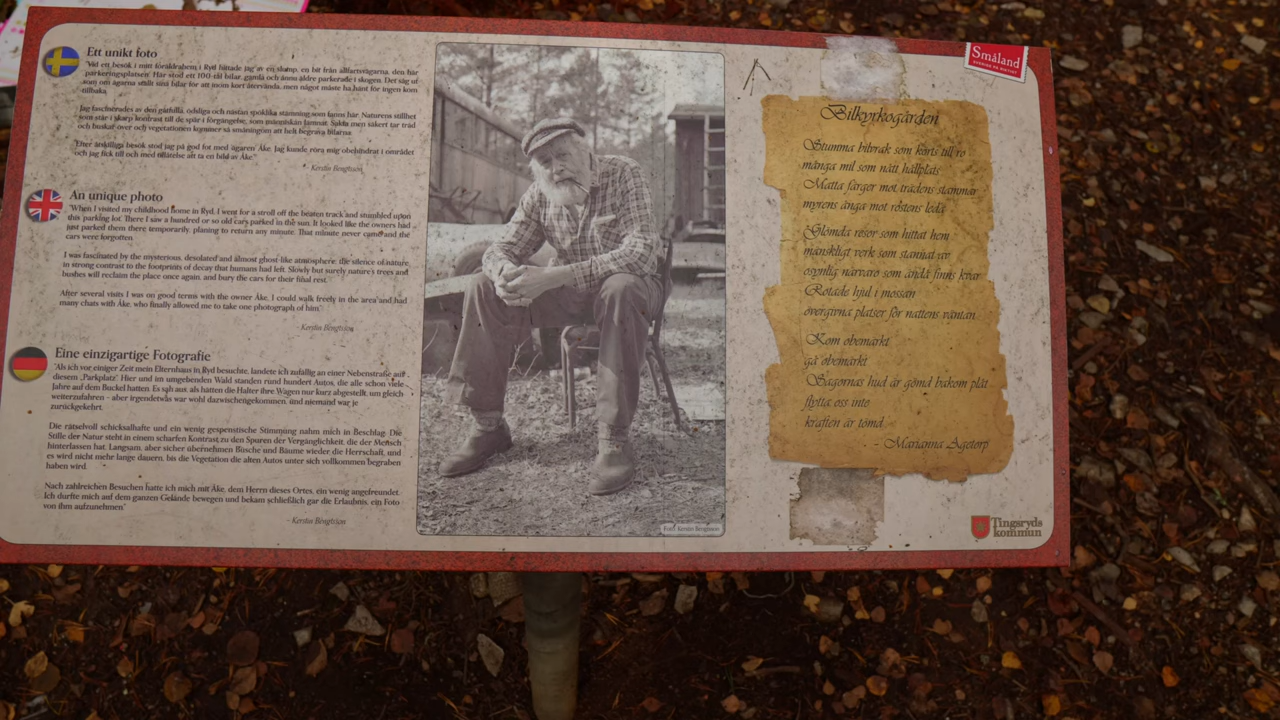 Ett unikt foto
"Vid ett besök i mitt föräldrahem i Ryd hittade jag av en slump, en bit från allfartsvägarna, den här
parkeringsplatsen. Här stod ett 100-tal bilar, gamla och ännu äldre parkerade i skogen. Det såg ut
som om ägarna ställt sina bilar för att inom kort återvända, men något måste ha hänt för ingen kom
tillbaka.
Jag fascinerades av den gåtfulla, ödsliga och nästan spöklika stämning som fanns här. Naturens stillhet
som står i skarp kontrast till de spår i förgängelse, som människan lämnat. Sakta men säkert tar träd
och buskar över och vegetationen kommer så småningom att helt begrava bilarna.
Efter åtskilliga besök stod jag på god fot med ägaren Åke. Jag kunde röra mig obehindrat i området
och jag fick till och med tillåtelse att ta en bild av Åke."
- Kerstin Bengtsson
An unique photo
"When I visited my childhood home in Ryd, I went for a stroll off the beaten track and stumbled upon
this parking lot. There I saw a hundred or so old cars parked in the sun. It looked like the owners had
just parked them there temporarily, planing to return any minute. That minute never came and the
cars were forgotten.
I was fascinated by the mysterious, desolated and almost ghost-like atmosphere; the silence of nature
in strong contrast to the footprints of decay that humans had left. Slowly but surely nature's trees and
bushes will reclaim the place once again, and bury the cars for their final rest.
After several visits I was on good terms with the owner Åke. I could walk freely in the area and had
many chats with Åke, who finally allowed me to take one photograph of him."
- Kerstin Bengtsson
Eine einzigartige Fotografie
"Als ich vor einiger Zeit mein Elternhaus in Ryd besuchte, landete ich zufällig an einer Nebenstraße auf
diesem „Parkplatz". Hier und im umgebenden Wald standen rund hundert Autos, die alle schon viele
Jahre auf dem Buckel hatten. Es sah aus, als hätten die Halter ihre Wagen nur kurz abgestellt, um gleich
weiterzufahren – aber irgendetwas war wohl dazwischengekommen, und niemand war je
zurückgekehrt.
Die rätselvoll schicksalhafte und ein wenig gespenstische Stimmung nahm mich in Beschlag. Die
Stille der Natur steht in einem scharfen Kontrast zu den Spuren der Vergänglichkeit, die der Mensch
hinterlassen hat. Langsam, aber sicher übernehmen Büsche und Bäume wieder die Herrschaft, und
es wird nicht mehr lange dauern, bis die Vegetation die alten Autos unter sich vollkommen begraben
haben wird.
Nach zahlreichen Besuchen hatte ich mich mit Åke, dem Herrn dieses Ortes, ein wenig angefreundet.
Ich durfte mich auf dem ganzen Gelände bewegen und bekam schließlich gar die Erlaubnis, ein Foto
von ihm aufzunehmen"
- Kerstin Bengtsson
Foto: Kerstin Bengtsson
Småland
Bilkyrkogården
Stumma bilvrak som körts till ro
många mil som nått hållplats
Matta färger mot trädens stammar
myrens ånga mot röstens leda
Glömda resor som hittat hem
mänskligt verk som stannat av
osynlig närvaro som ändå finns kvar
Rotade hjul i mossen
övergivna platser för nattens väntan
Kom obemärkt
gå obemärkt
Sagornas hud är gömd bakom plåt
flytta oss inte
kraften är tömd
- Marianna Agetorp
Tingsryds
kommun